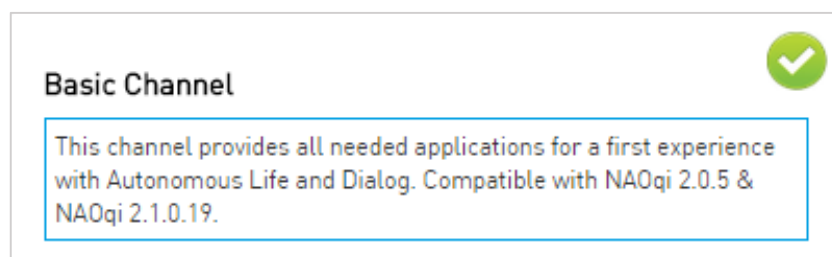 Basic Channel
This channel provides all needed applications for a first experience
with Autonomous Life and Dialog. Compatible with NAOqi 2.0.5 &
NAOqi 2.1.0.19.